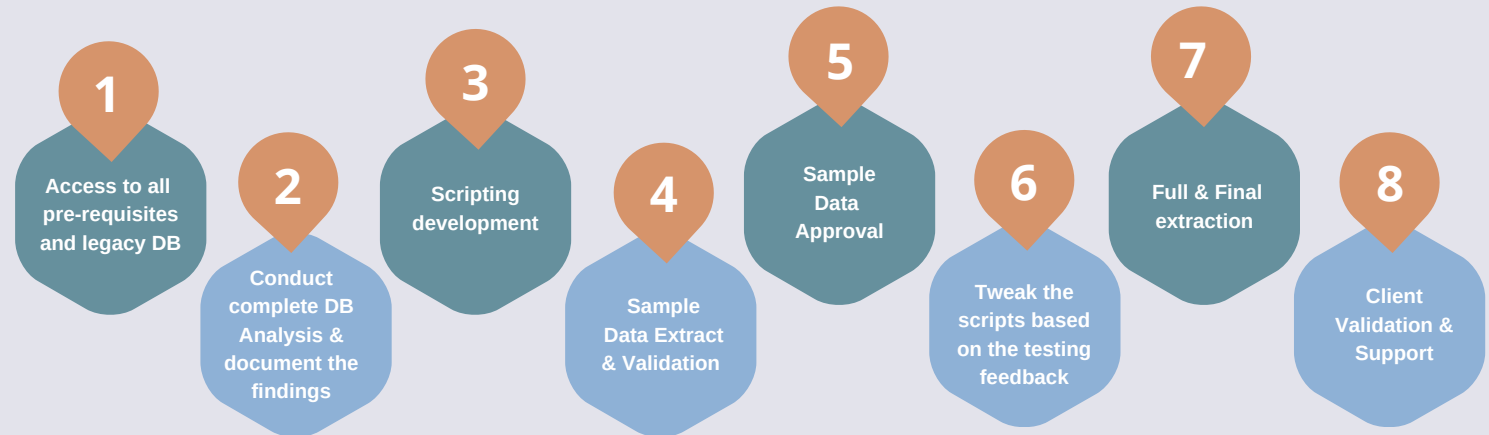 1
Access to all
pre-requisites
and legacy DB
2
Conduct
complete DB
Analysis &
document the
findings
3
Scripting
development
4
Sample
Data Extract
& Validation
5
Sample
Data
Approval
6
Tweak the
scripts based
on the testing
feedback
7
Full & Final
extraction
8
Client
Validation &
Support